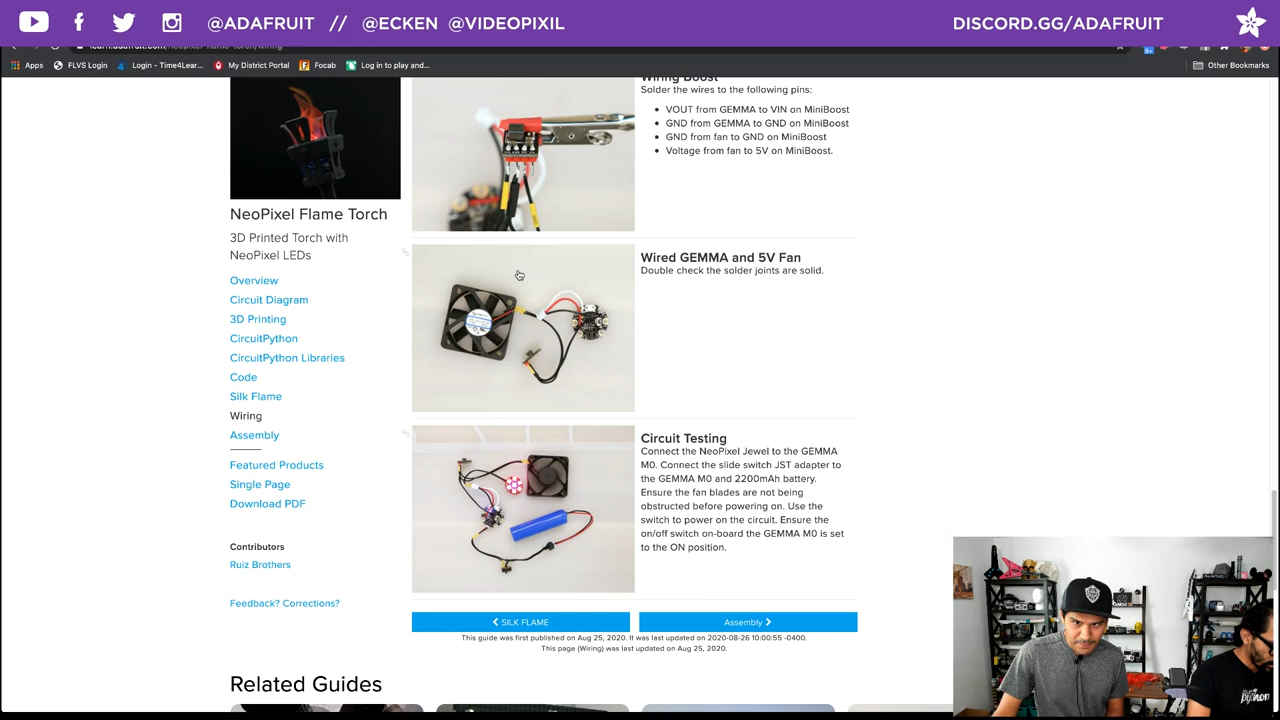 @ADAFRUIT // @ECKEN @VIDEOPIXIL
DISCORD.GG/ADAFRUIT
learn.adafruit.com/neopixel-flame-torch/wiring
Apps
FLVS Login
Login - Time4Lear...
My District Portal
Focab
Log in to play and...
Other Bookmarks
NeoPixel Flame Torch
3D Printed Torch with
NeoPixel LEDs
Overview
Circuit Diagram
3D Printing
CircuitPython
CircuitPython Libraries
Code
Silk Flame
Wiring
Assembly
Featured Products
Single Page
Download PDF
Contributors
Ruiz Brothers
Feedback? Corrections?
Wiring Boost
Solder the wires to the following pins:
VOUT from GEMMA to VIN on MiniBoost
GND from GEMMA to GND on MiniBoost
GND from fan to GND on MiniBoost
Voltage from fan to 5V on MiniBoost.
Wired GEMMA and 5V Fan
Double check the solder joints are solid.
Circuit Testing
Connect the NeoPixel Jewel to the GEMMA
M0. Connect the slide switch JST adapter to
the GEMMA M0 and 2200mAh battery.
Ensure the fan blades are not being
obstructed before powering on. Use the
switch to power on the circuit. Ensure the
on/off switch on-board the GEMMA M0 is set
to the ON position.
SILK FLAME
Assembly
This guide was first published on Aug 25, 2020. It was last updated on 2020-08-26 10:00:55 -0400.
This page (Wiring) was last updated on Aug 25, 2020.
Related Guides
python